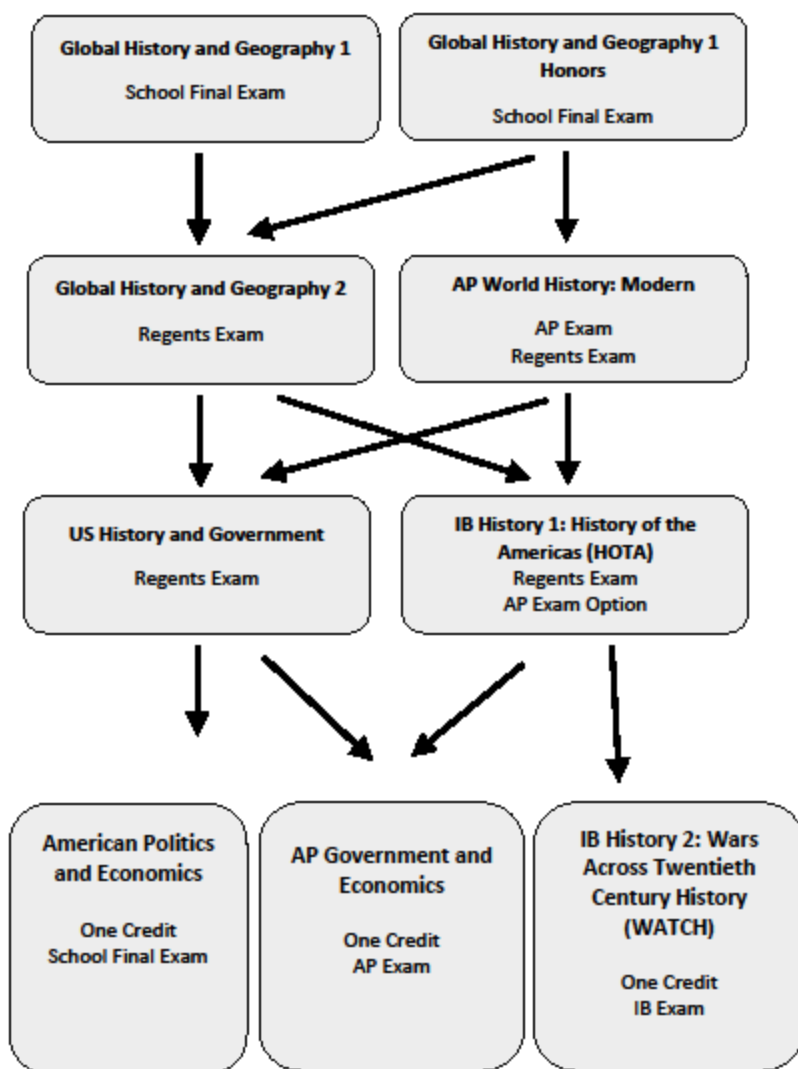 Global History and Geography 1
School Final Exam
Global History and Geography 1
Honors
School Final Exam
Global History and Geography 2
Regents Exam
AP World History: Modern
AP Exam
Regents Exam
US History and Government
Regents Exam
IB History 1: History of the
Americas (HOTA)
Regents Exam
AP Exam Option
American Politics
and Economics
One Credit
School Final Exam
AP Government and
Economics
One Credit
AP Exam
IB History 2: Wars
Across Twentieth
Century History
(WATCH)
One Credit
IB Exam